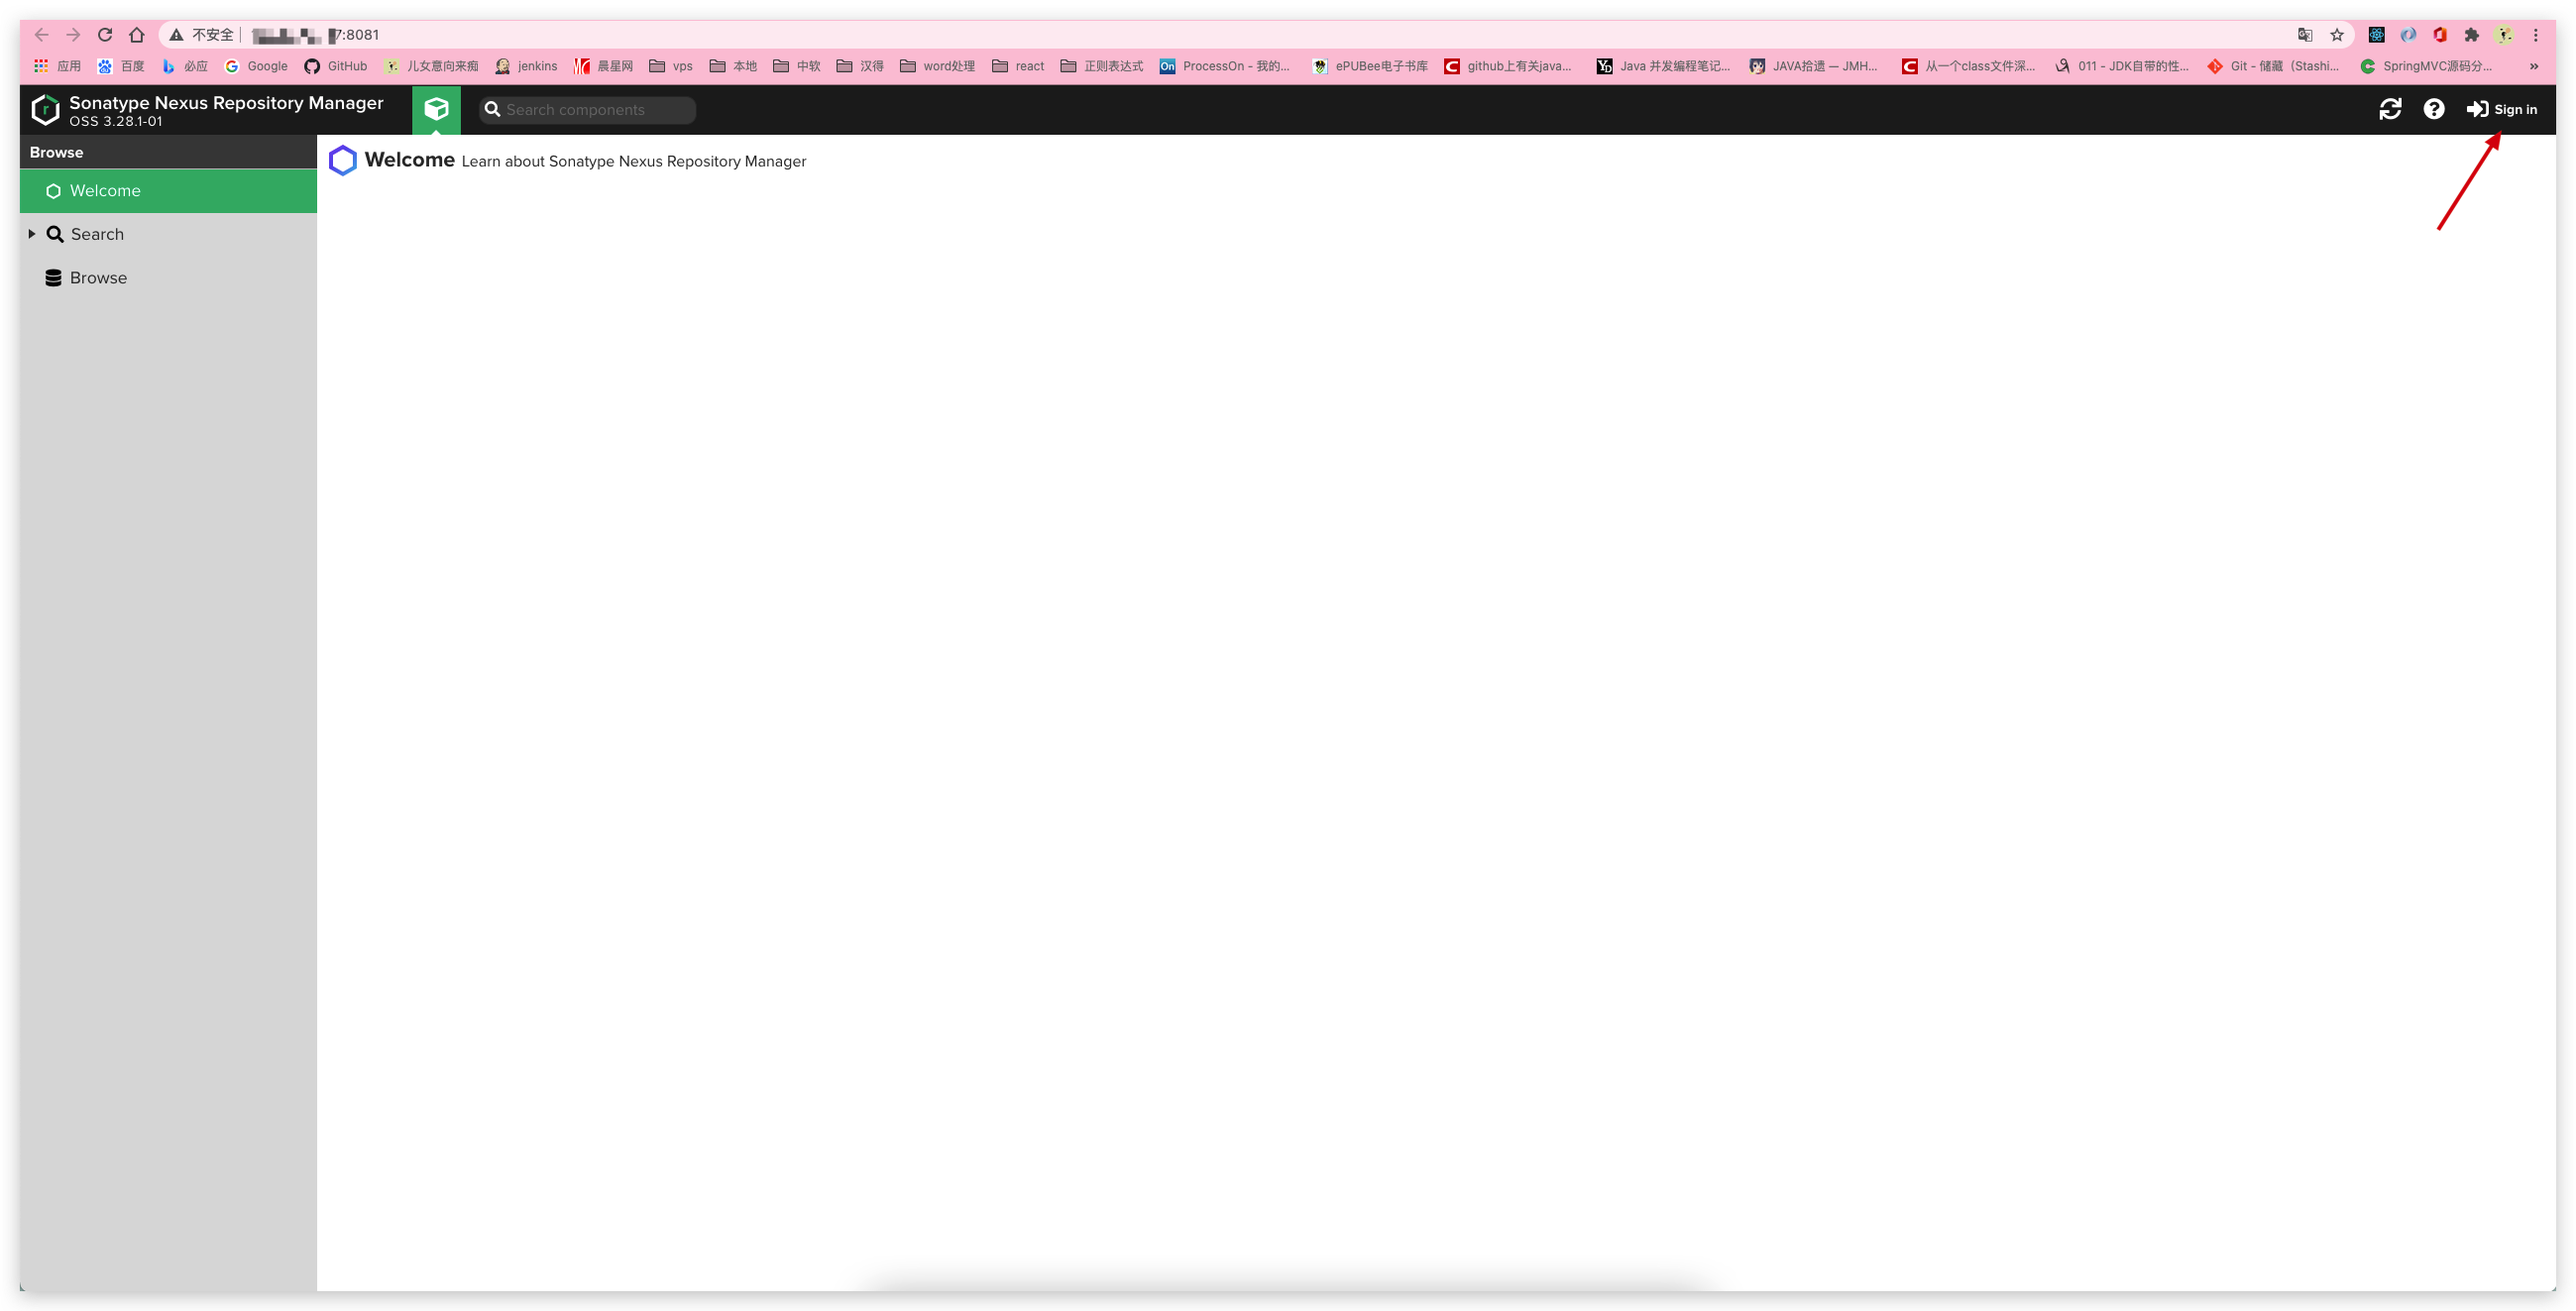 不安全 7:8081
应用 百度 必应 Google GitHub 儿女意向来痴 jenkins 晨星网 vps 本地 中软 汉得 word处理 react 正则表达式 ProcessOn - 我的... ePUBee电子书库 github上有关java... Java 并发编程笔记... JAVA拾遗 — JMH... 从一个class文件深... 011 - JDK自带的性... Git - 储藏（Stashi... SpringMVC源码分... »
Sonatype Nexus Repository Manager
OSS 3.28.1-01
Search components
Sign in
Browse
Welcome Learn about Sonatype Nexus Repository Manager
Welcome
Search
Browse